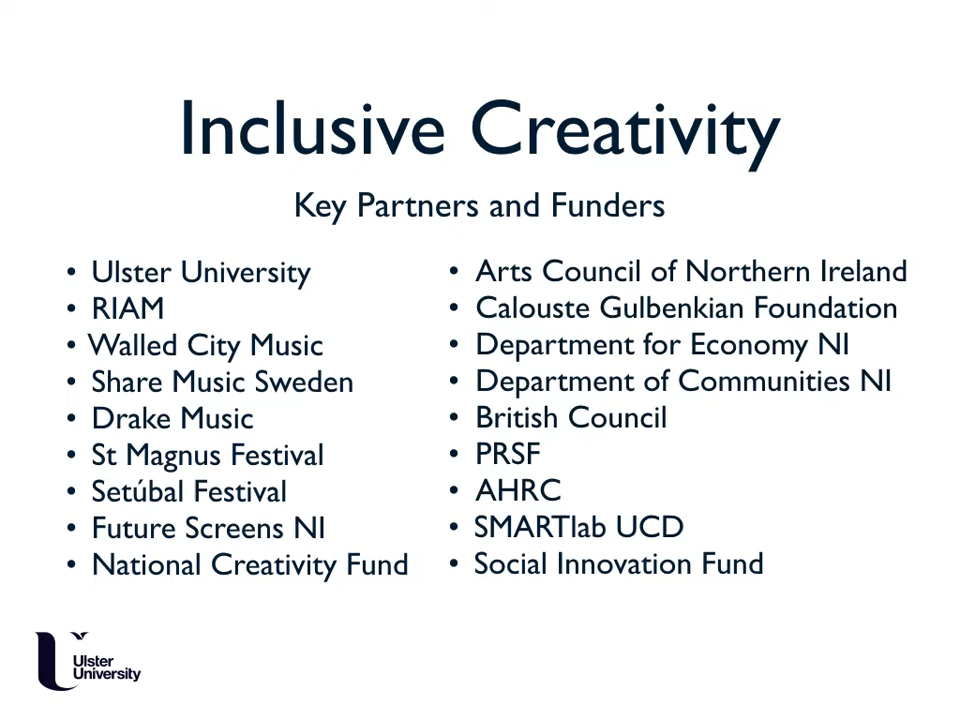 Inclusive Creativity
Key Partners and Funders
• Ulster University
• RIAM
• Walled City Music
• Share Music Sweden
• Drake Music
• St Magnus Festival
• Setúbal Festival
• Future Screens NI
• National Creativity Fund
• Arts Council of Northern Ireland
• Calouste Gulbenkian Foundation
• Department for Economy NI
• Department of Communities NI
• British Council
• PRSF
• AHRC
• SMARTlab UCD
• Social Innovation Fund
Ulster
University